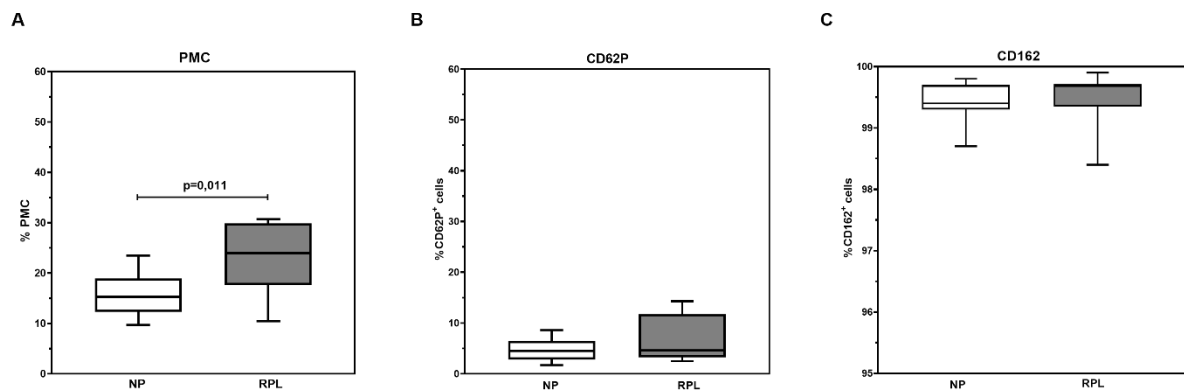 A
B
C
PMC
60
50
40
30
20
10
0
% PMC
p=0,011
NP
RPL
CD62P
60
50
40
30
20
10
0
%CD62P+ cells
NP
RPL
CD162
100
99
98
97
96
95
%CD162+ cells
NP
RPL